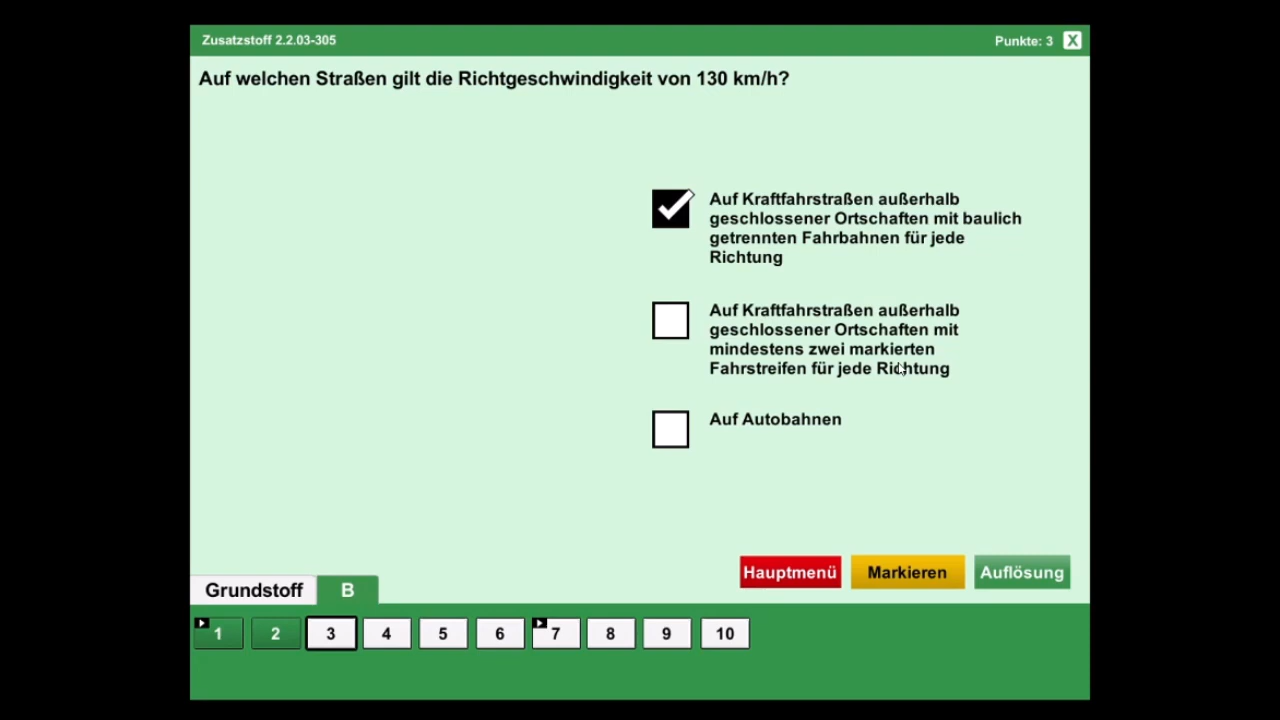 Zusatzstoff 2.2.03-305
Punkte: 3 X
Auf welchen Straßen gilt die Richtgeschwindigkeit von 130 km/h?
Auf Kraftfahrstraßen außerhalb
geschlossener Ortschaften mit baulich
getrennten Fahrbahnen für jede
Richtung
Auf Kraftfahrstraßen außerhalb
geschlossener Ortschaften mit
mindestens zwei markierten
Fahrstreifen für jede Richtung
Auf Autobahnen
Hauptmenü Markieren Auflösung
Grundstoff B
1 2 3 4 5 6 7 8 9 10